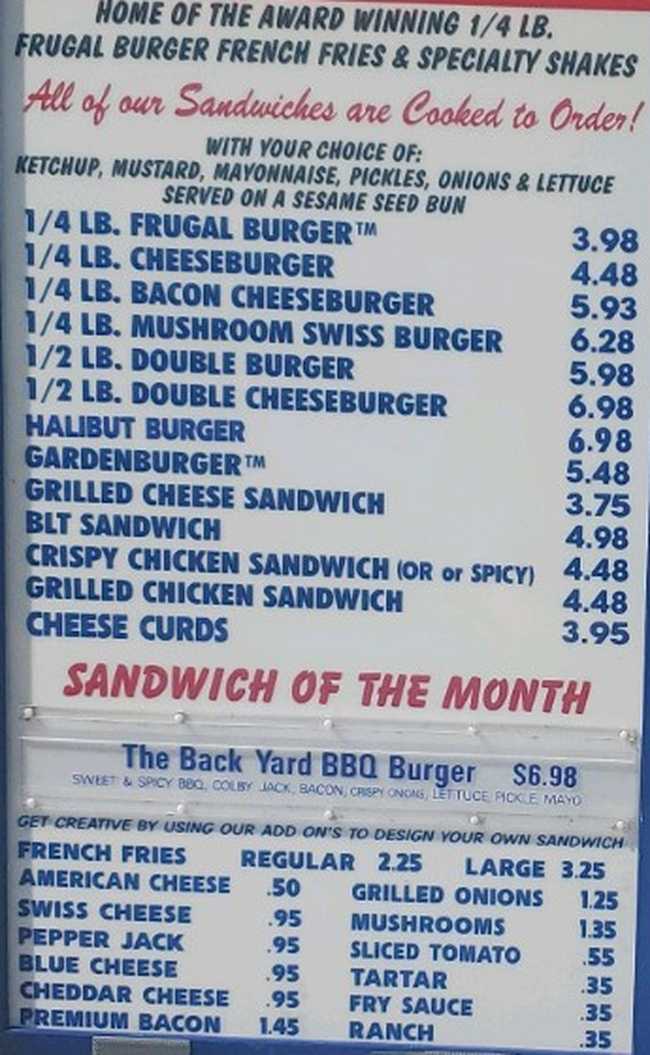 HOME OF THE AWARD WINNING 1/4 LB.
FRUGAL BURGER FRENCH FRIES & SPECIALTY SHAKES
All of our Sandwiches are Cooked to Order!
WITH YOUR CHOICE OF:
KETCHUP, MUSTARD, MAYONNAISE, PICKLES, ONIONS & LETTUCE
SERVED ON A SESAME SEED BUN
1/4 LB. FRUGAL BURGER™ 3.98
1/4 LB. CHEESEBURGER 4.48
1/4 LB. BACON CHEESEBURGER 5.93
1/4 LB. MUSHROOM SWISS BURGER 6.28
1/2 LB. DOUBLE BURGER 5.98
1/2 LB. DOUBLE CHEESEBURGER 6.98
HALIBUT BURGER 6.98
GARDENBURGER™ 5.48
GRILLED CHEESE SANDWICH 3.75
BLT SANDWICH 4.98
CRISPY CHICKEN SANDWICH (OR or SPICY) 4.48
GRILLED CHICKEN SANDWICH 4.48
CHEESE CURDS 3.95
SANDWICH OF THE MONTH
The Back Yard BBQ Burger $6.98
SWEET & SPICY BBQ, COLBY JACK, BACON, CRISPY ONIONS, LETTUCE, PICKLE, MAYO
GET CREATIVE BY USING OUR ADD ON'S TO DESIGN YOUR OWN SANDWICH
FRENCH FRIES REGULAR 2.25 LARGE 3.25
AMERICAN CHEESE .50 GRILLED ONIONS 1.25
SWISS CHEESE .95 MUSHROOMS 1.35
PEPPER JACK .95 SLICED TOMATO .55
BLUE CHEESE .95 TARTAR .35
CHEDDAR CHEESE .95 FRY SAUCE .35
PREMIUM BACON 1.45 RANCH .35